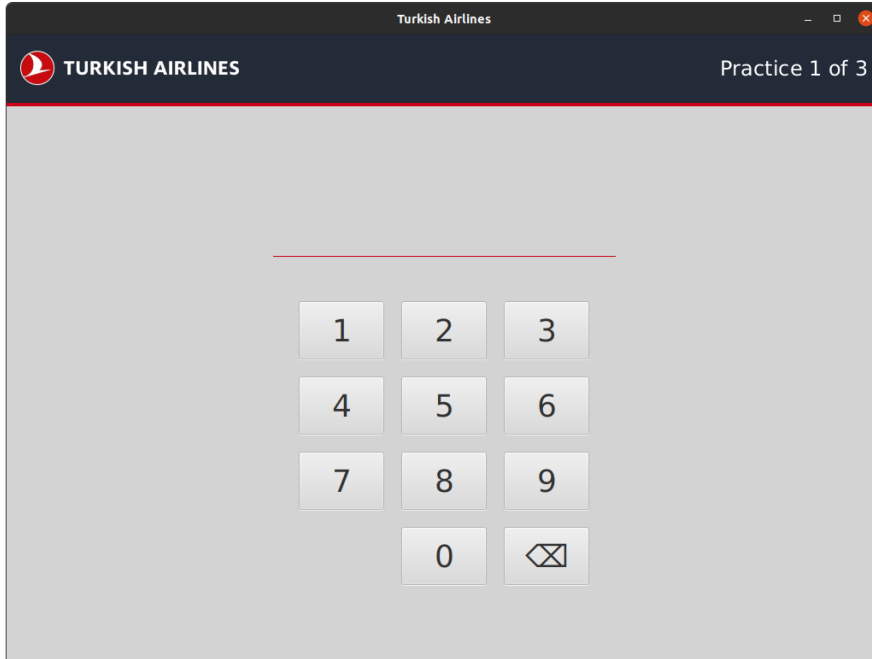 Turkish Airlines
TURKISH AIRLINES
Practice 1 of 3
1 2 3
4 5 6
7 8 9
0 ⌫